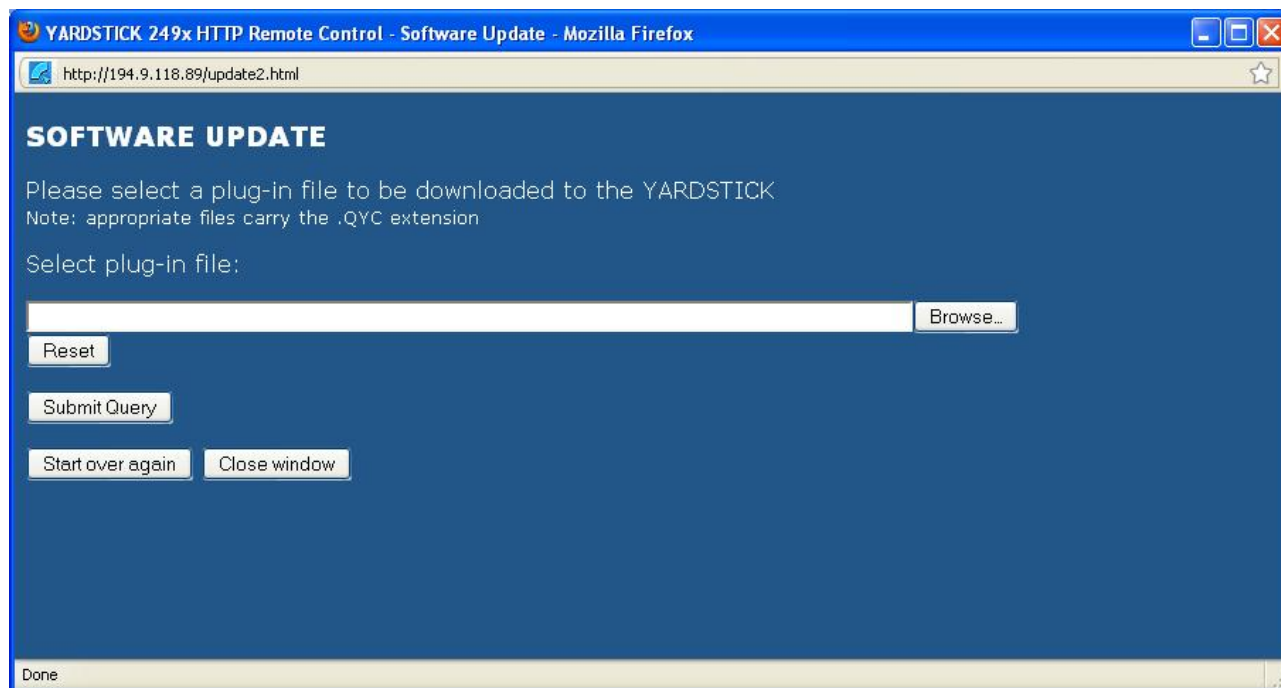 YARDSTICK 249x HTTP Remote Control - Software Update - Mozilla Firefox
http://194.9.118.89/update2.html
SOFTWARE UPDATE
Please select a plug-in file to be downloaded to the YARDSTICK
Note: appropriate files carry the .QYC extension
Select plug-in file:
Browse...
Reset
Submit Query
Start over again Close window
Done